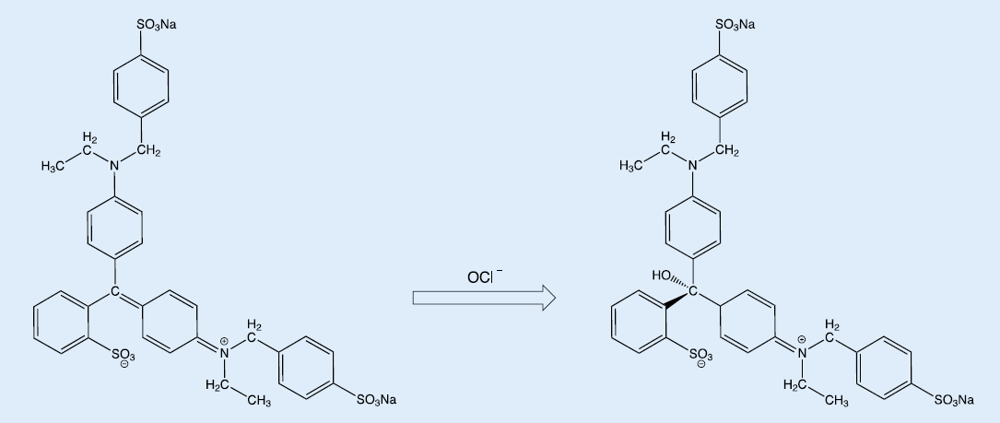 SO₃Na
H₂
C
H₃C
N
CH₂
C
SO₃
⊖
⊕
N
H₂
C
H₂C
CH₃
SO₃Na
OCl⁻
SO₃Na
H₂
C
H₃C
N
CH₂
HO
C
SO₃
⊖
⊕
N
H₂
C
H₂C
CH₃
SO₃Na